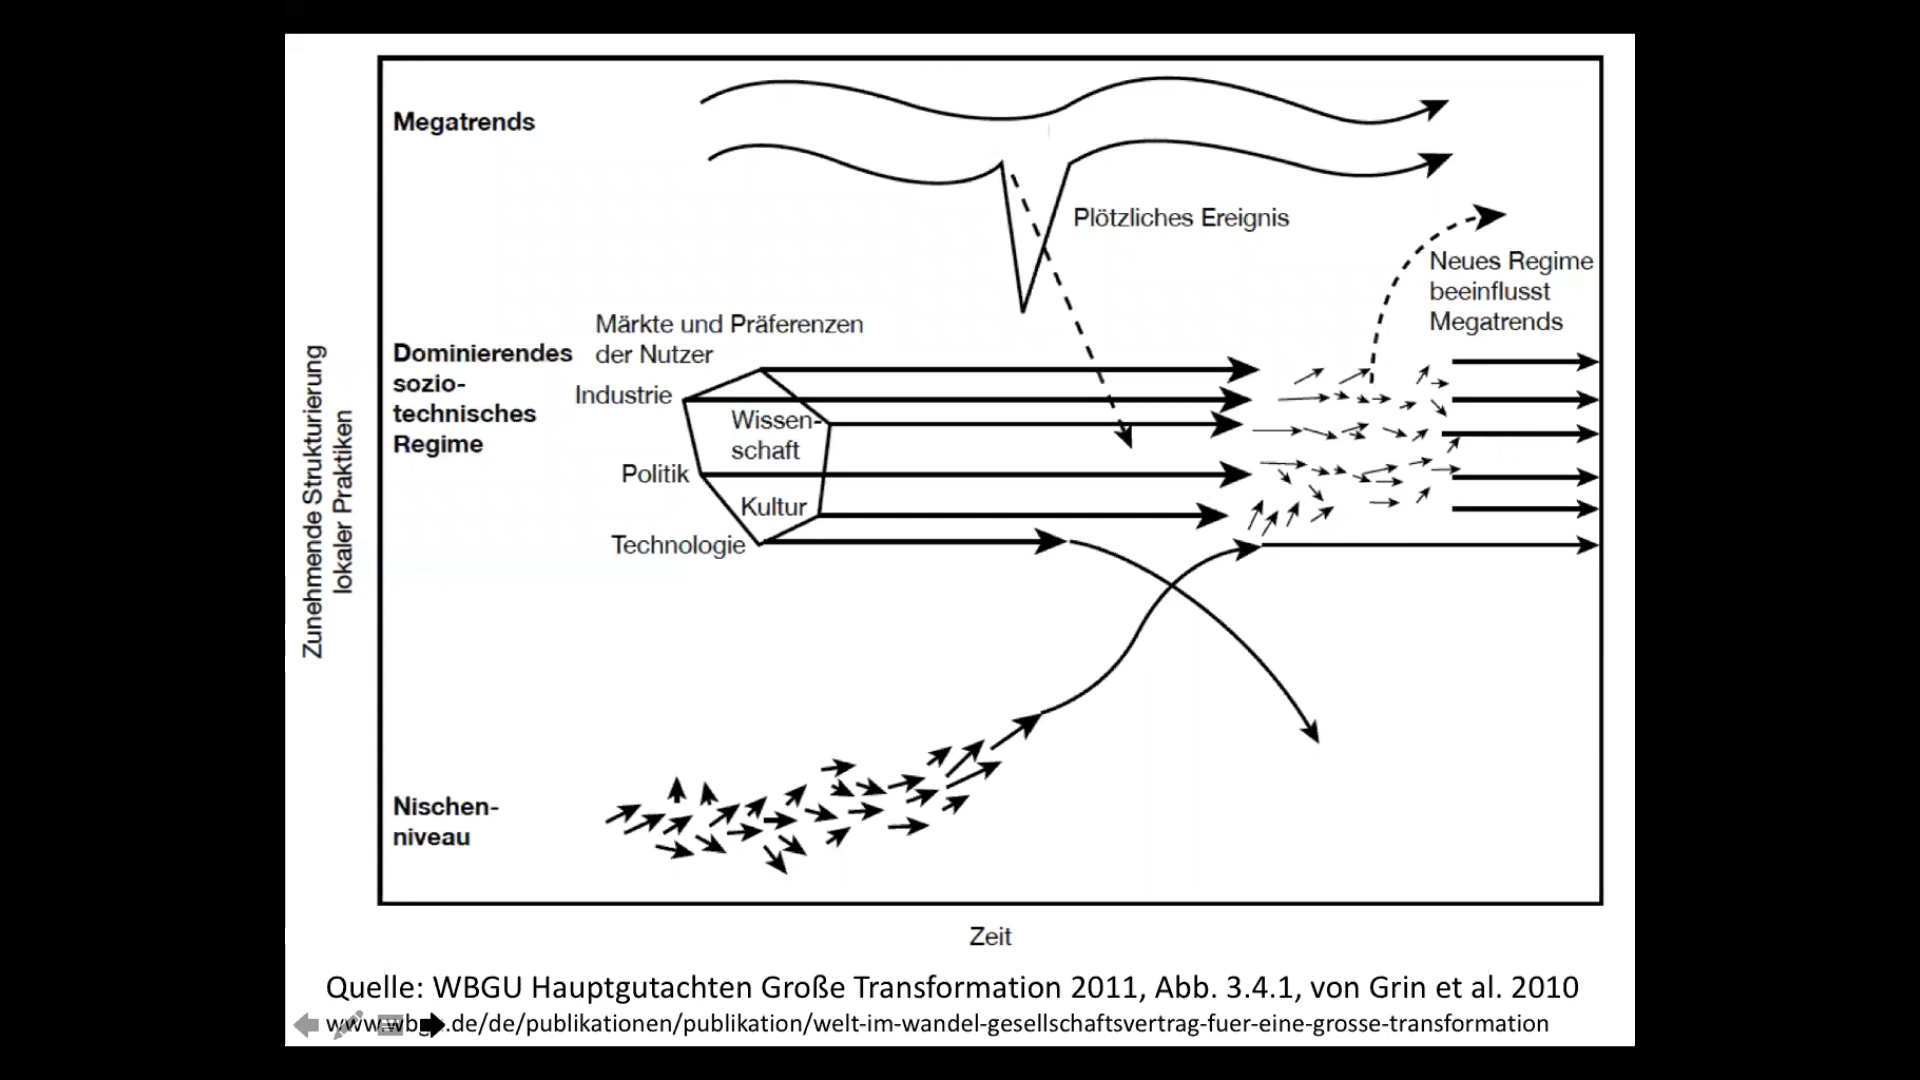 Megatrends
Plötzliches Ereignis
Neues Regime
beeinflusst
Megatrends
Märkte und Präferenzen
der Nutzer
Dominierendes
sozio-
technisches
Regime
Industrie
Wissen-
schaft
Politik
Kultur
Technologie
Zunehmende Strukturierung
lokaler Praktiken
Nischen-
niveau
Zeit
Quelle: WBGU Hauptgutachten Große Transformation 2011, Abb. 3.4.1, von Grin et al. 2010
www.wbgu.de/de/publikationen/publikation/welt-im-wandel-gesellschaftsvertrag-fuer-eine-grosse-transformation